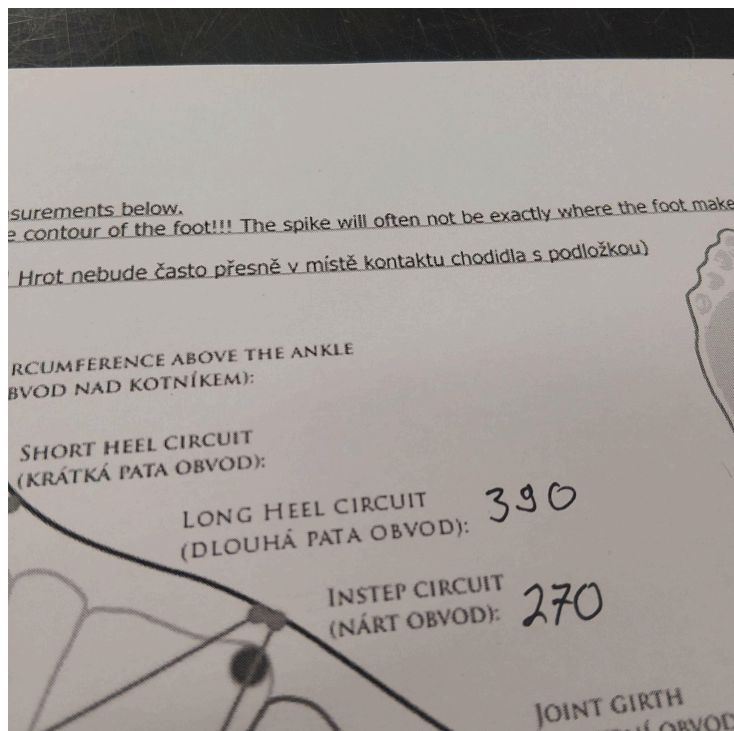 surements below.
contour of the foot!!! The spike will often not be exactly where the foot make
Hrot nebude často přesně v místě kontaktu chodidla s podložkou)
RCUMFERENCE ABOVE THE ANKLE
BVOD NAD KOTNÍKEM):
SHORT HEEL CIRCUIT
(KRÁTKÁ PATA OBVOD):
LONG HEEL CIRCUIT 390
(DLOUHÁ PATA OBVOD):
INSTEP CIRCUIT 270
(NÁRT OBVOD):
JOINT GIRTH
OBVOD